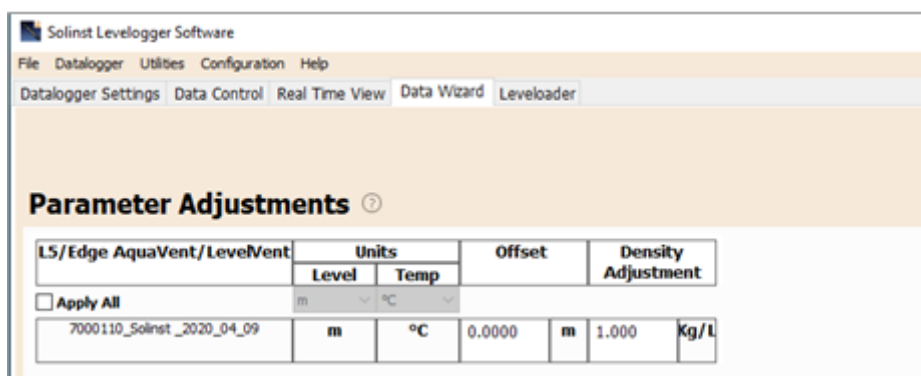 Solinst Levelogger Software
File Datalogger Utilities Configuration Help
Datalogger Settings Data Control Real Time View Data Wizard Leveloader
Parameter Adjustments ?
L5/Edge AquaVent/LevelVent Units Offset Density Adjustment
Level Temp
Apply All m °C
7000110_Solinst _2020_04_09 m °C 0.0000 m 1.000 Kg/L